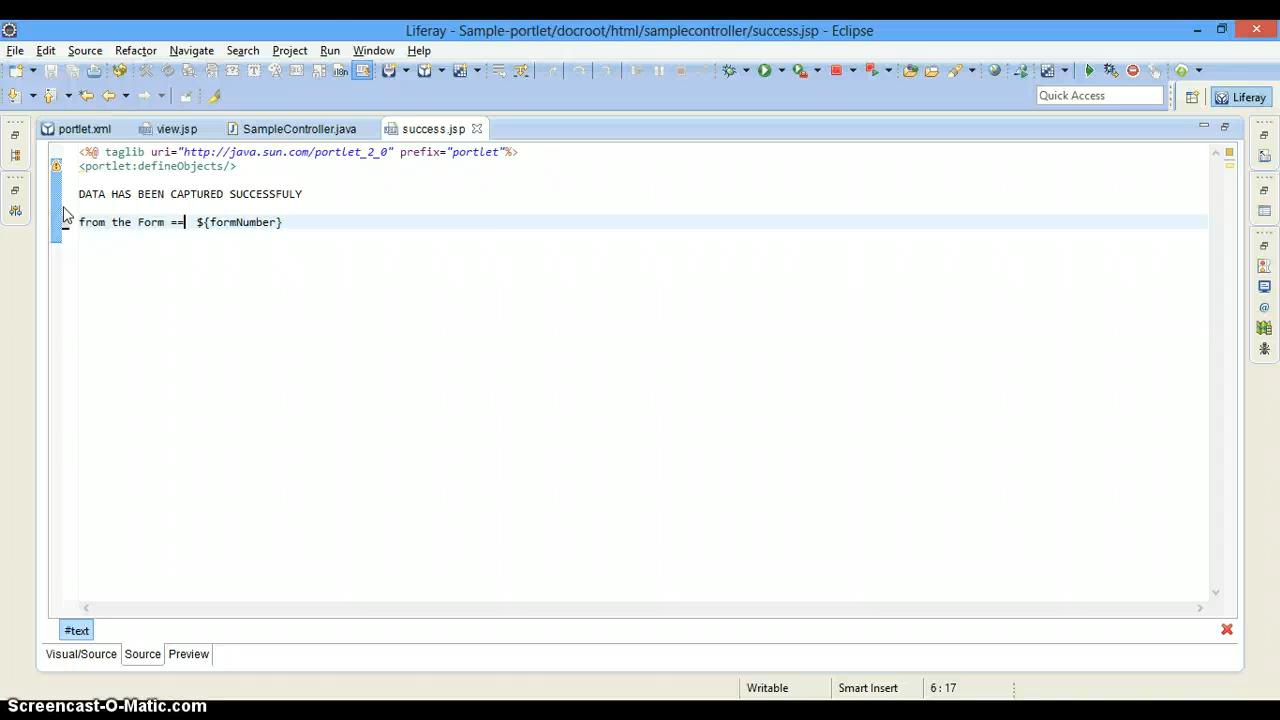 Liferay - Sample-portlet/docroot/html/samplecontroller/success.jsp - Eclipse
File Edit Source Refactor Navigate Search Project Run Window Help
i18n
Quick Access
Liferay
portlet.xml view.jsp SampleController.java success.jsp
<%@ taglib uri="http://java.sun.com/portlet_2_0" prefix="portlet"%>
<portlet:defineObjects/>
DATA HAS BEEN CAPTURED SUCCESSFULY
from the Form == ${formNumber}
#text
Visual/Source Source Preview
Writable Smart Insert 6 : 17
Screencast-O-Matic.com